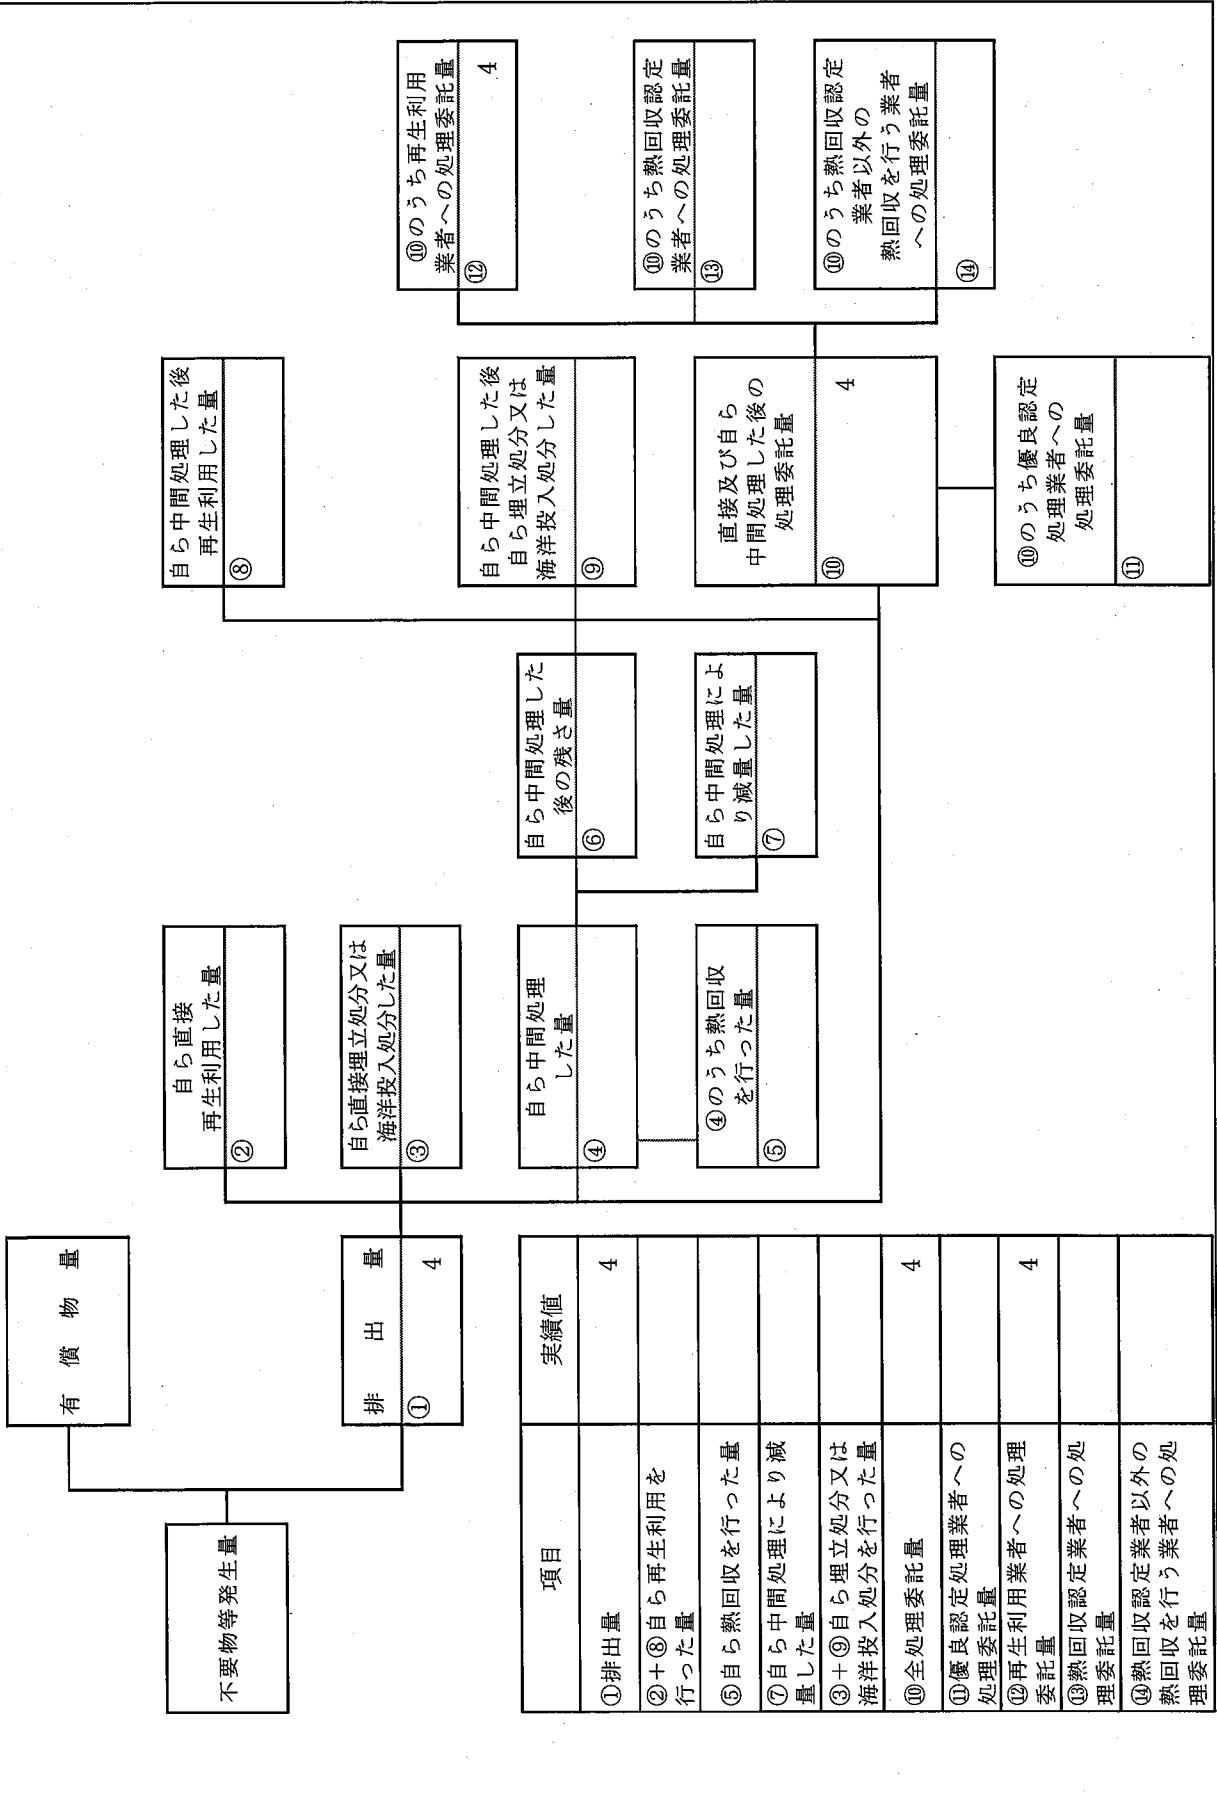 不要物等発生量
有償物量
排出量
①
4
自ら直接
再生利用した量
②
自ら直接埋立処分又は
海洋投入処分した量
③
自ら中間処理
した量
④
④のうち熱回収
を行った量
⑤
自ら中間処理した
後の残さ量
⑥
自ら中間処理によ
り減量した量
⑦
自ら中間処理した後
再生利用した量
⑧
自ら中間処理した後
自ら埋立処分又は
海洋投入処分した量
⑨
直接及び自ら
中間処理した後の
処理委託量
⑩
4
⑩のうち優良認定
処理業者への
処理委託量
⑪
⑩のうち再生利用
業者への処理委託量
⑫
4
⑩のうち熱回収認定
業者への処理委託量
⑬
⑩のうち熱回収認定
業者以外の
熱回収を行う業者
への処理委託量
⑭
項目 実績値
①排出量 4
②+⑧自ら再生利用を
行った量
⑤自ら熱回収を行った量
⑦自ら中間処理により減
量した量
③+⑨自ら埋立処分又は
海洋投入処分を行った量
⑩全処理委託量 4
⑪優良認定処理業者への
処理委託量
⑫再生利用業者への処理
委託量 4
⑬熱回収認定業者への処
理委託量
⑭熱回収認定業者以外の
熱回収を行う業者への処
理委託量